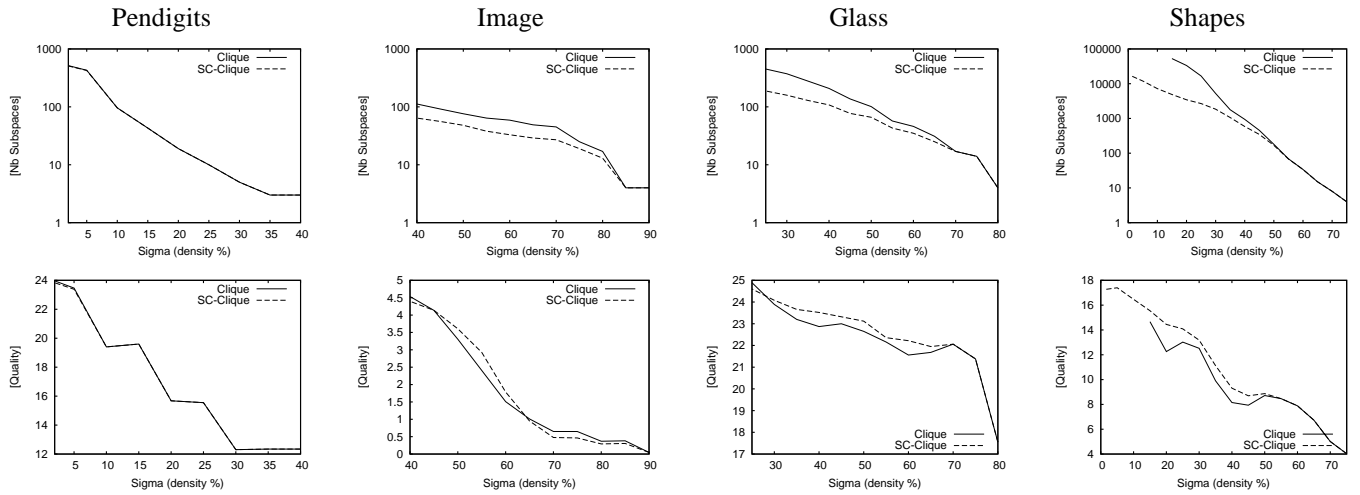 Pendigits
Image
Glass
Shapes
1000
100
10
1
5 10 15 20 25 30 35 40
[Nb Subspaces]
Sigma (density %)
Clique
SC-Clique
1000
100
10
1
40 50 60 70 80 90
[Nb Subspaces]
Sigma (density %)
Clique
SC-Clique
1000
100
10
1
30 40 50 60 70 80
[Nb Subspaces]
Sigma (density %)
Clique
SC-Clique
100000
10000
1000
100
10
1
0 10 20 30 40 50 60 70
[Nb Subspaces]
Sigma (density %)
Clique
SC-Clique
24
22
20
18
16
14
12
5 10 15 20 25 30 35 40
[Quality]
Sigma (density %)
Clique
SC-Clique
5
4.5
4
3.5
3
2.5
2
1.5
1
0.5
0
40 50 60 70 80 90
[Quality]
Sigma (density %)
Clique
SC-Clique
25
24
23
22
21
20
19
18
17
30 40 50 60 70 80
[Quality]
Sigma (density %)
Clique
SC-Clique
18
16
14
12
10
8
6
4
0 10 20 30 40 50 60 70
[Quality]
Sigma (density %)
Clique
SC-Clique